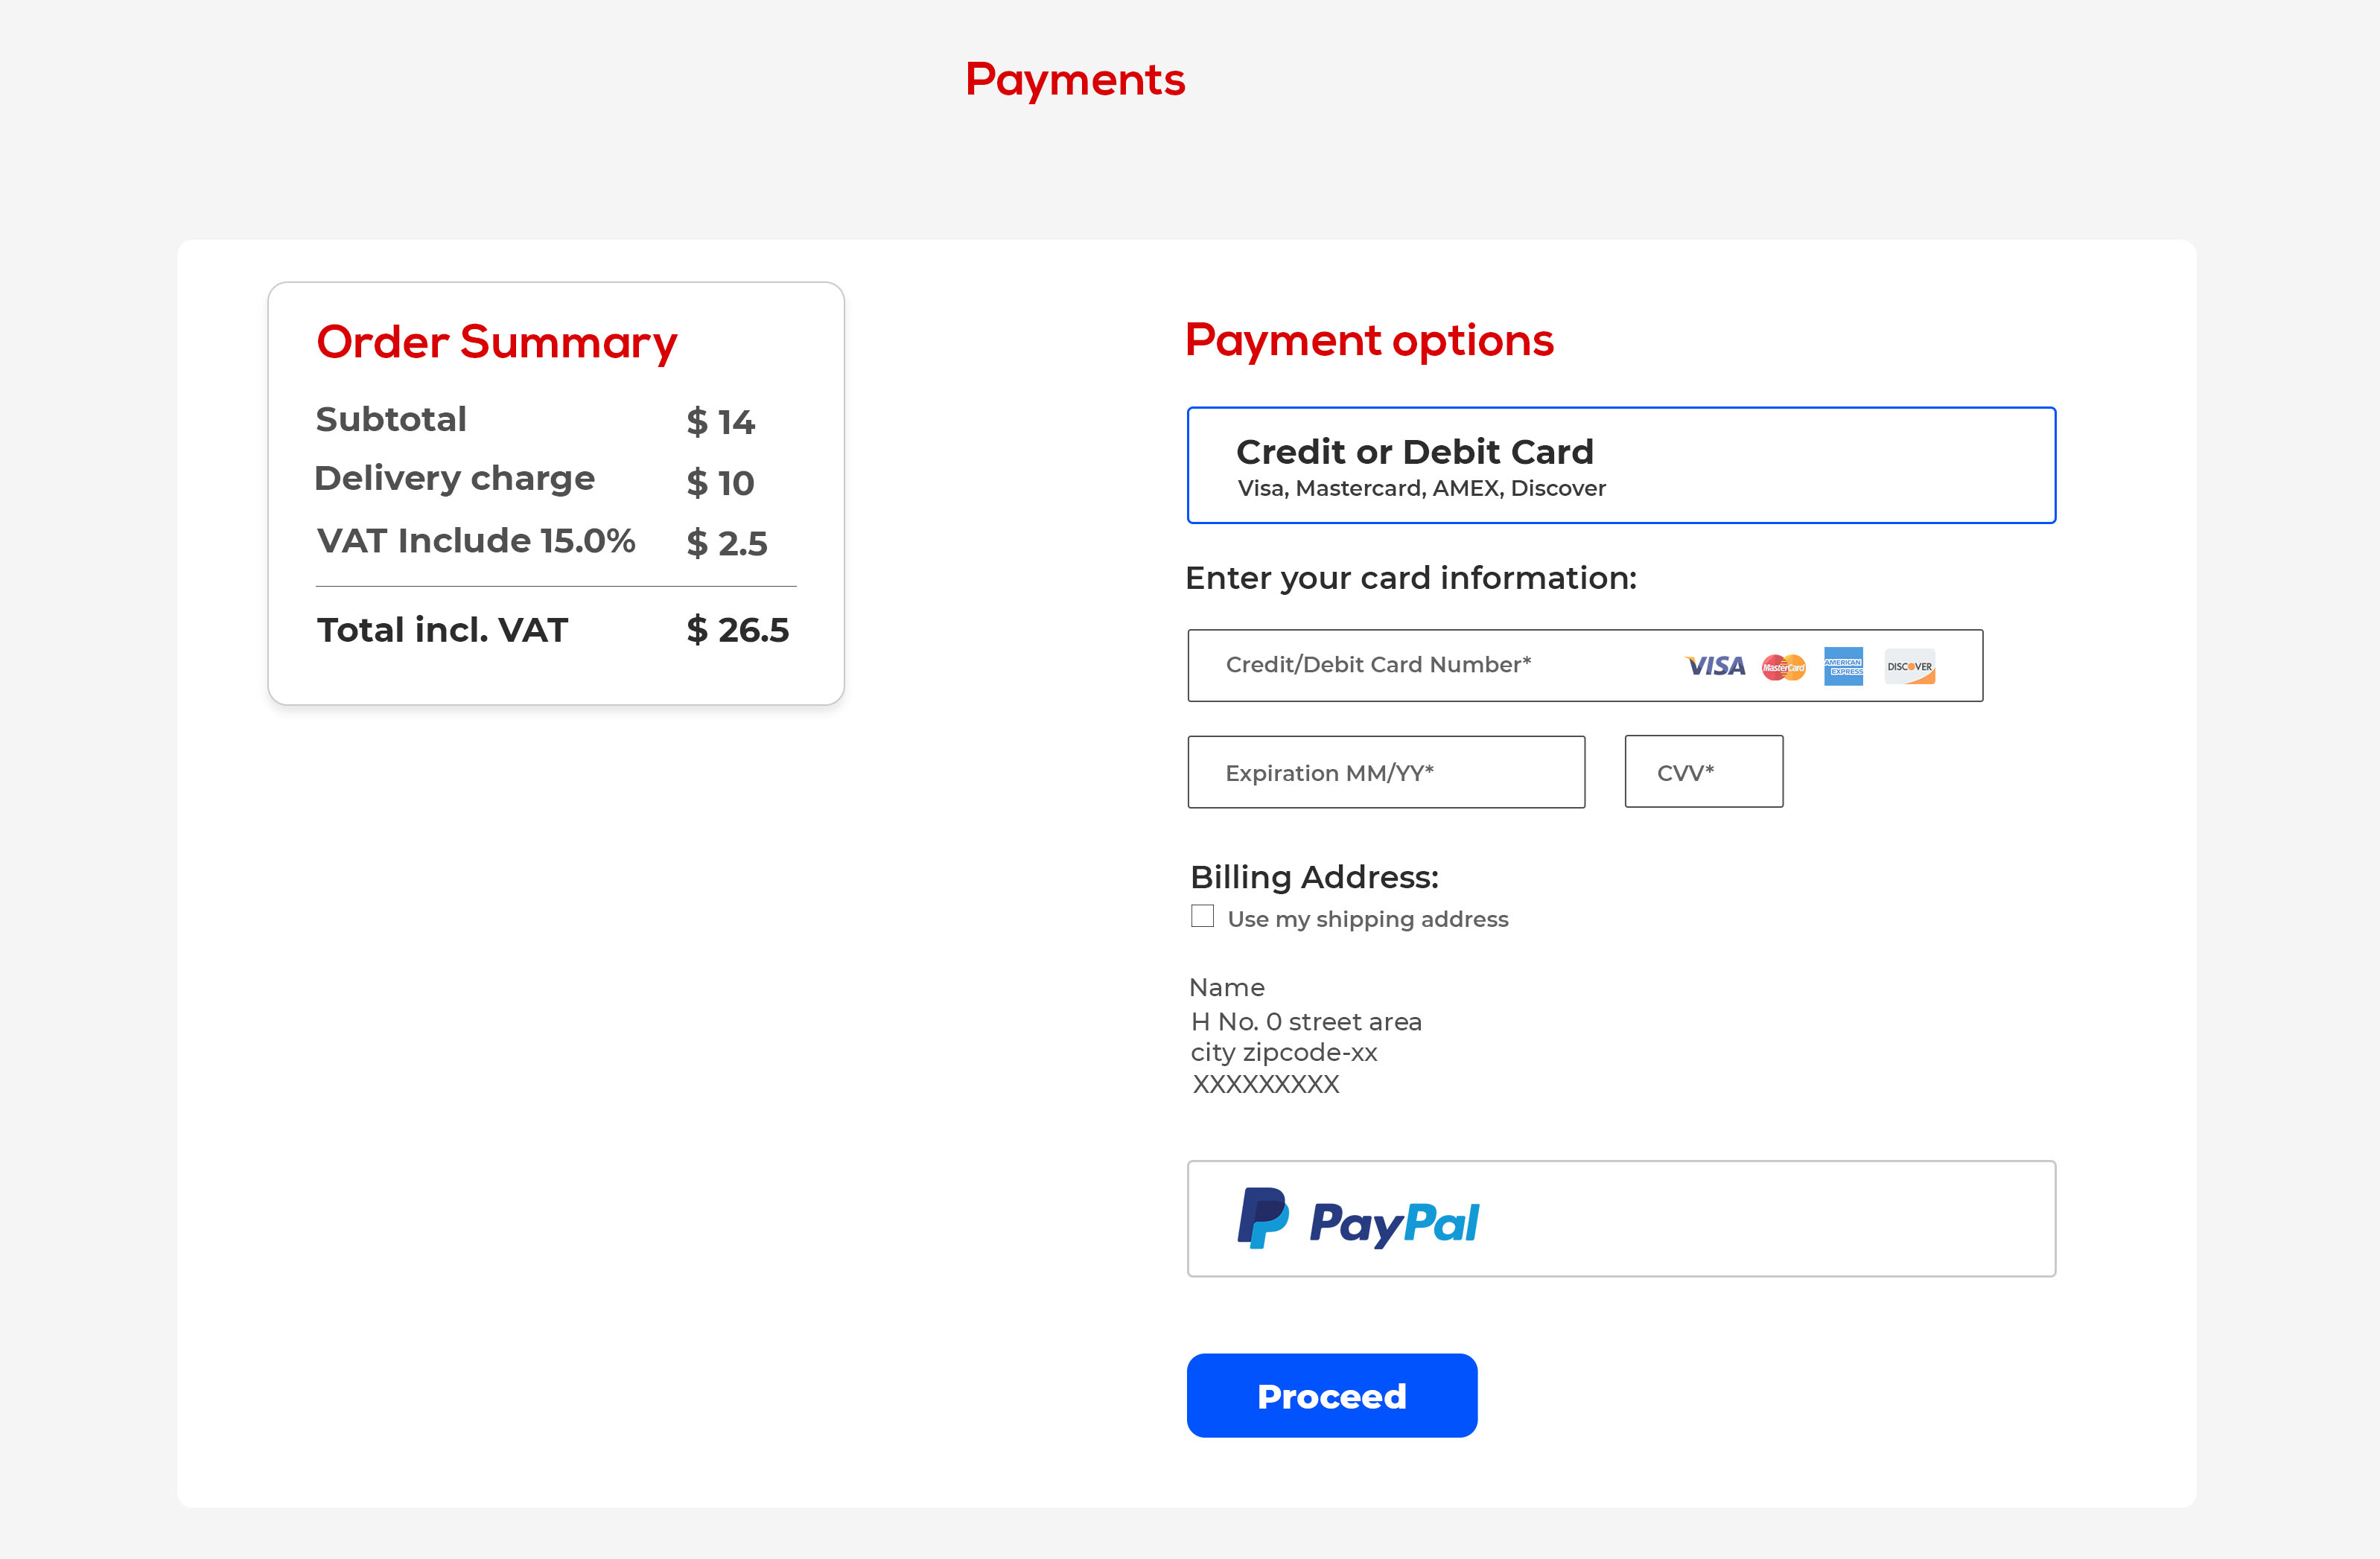 Payments
Order Summary
Subtotal $ 14
Delivery charge $ 10
VAT Include 15.0% $ 2.5
Total incl. VAT $ 26.5
Payment options
Credit or Debit Card
Visa, Mastercard, AMEX, Discover
Enter your card information:
Credit/Debit Card Number* VISA MasterCard AMERICAN EXPRESS DISCOVER
Expiration MM/YY* CVV*
Billing Address:
Use my shipping address
Name
H No. 0 street area
city zipcode-xx
XXXXXXXXX
PayPal
Proceed